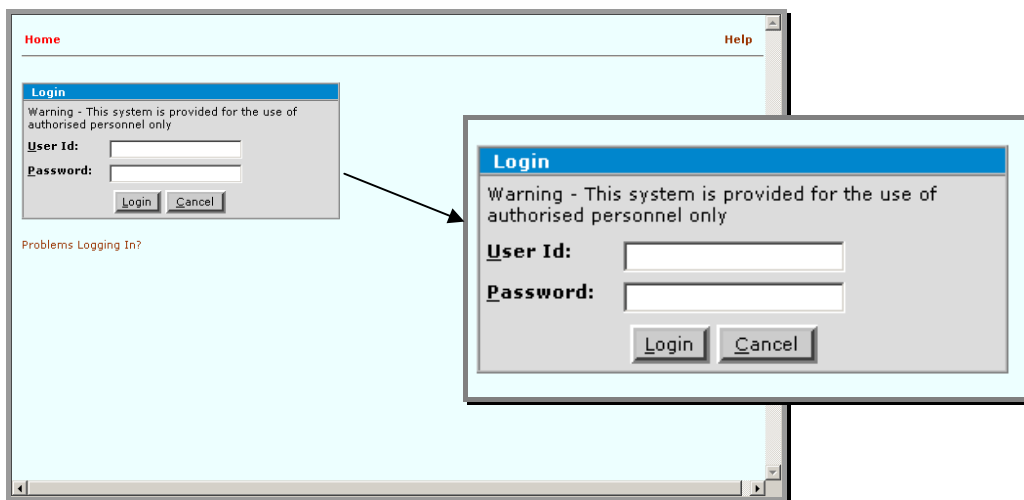 Home Help
Login
Warning - This system is provided for the use of
authorised personnel only
User Id:
Password:
Login Cancel
Problems Logging In?
Login
Warning - This system is provided for the use of
authorised personnel only
User Id:
Password:
Login Cancel